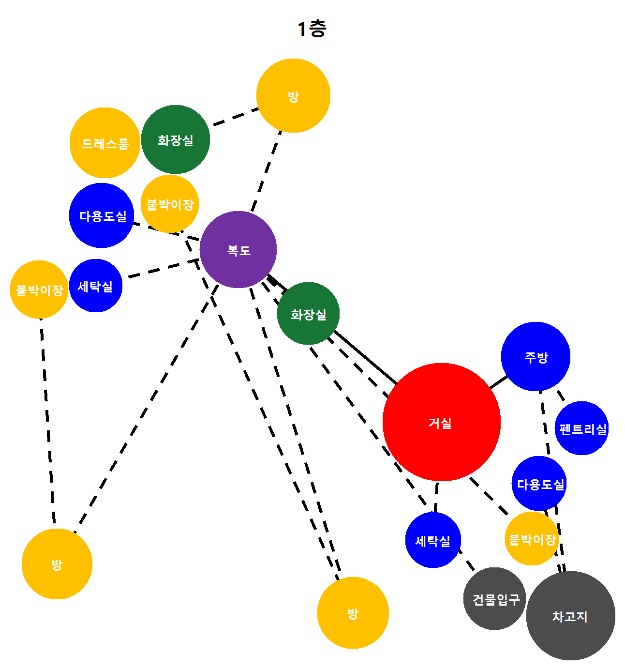 1층
방
드레스룸
화장실
붙박이장
다용도실
복도
붙박이장
세탁실
화장실
주방
거실
펜트리실
다용도실
세탁실
붙박이장
방
건물입구
방
차고지